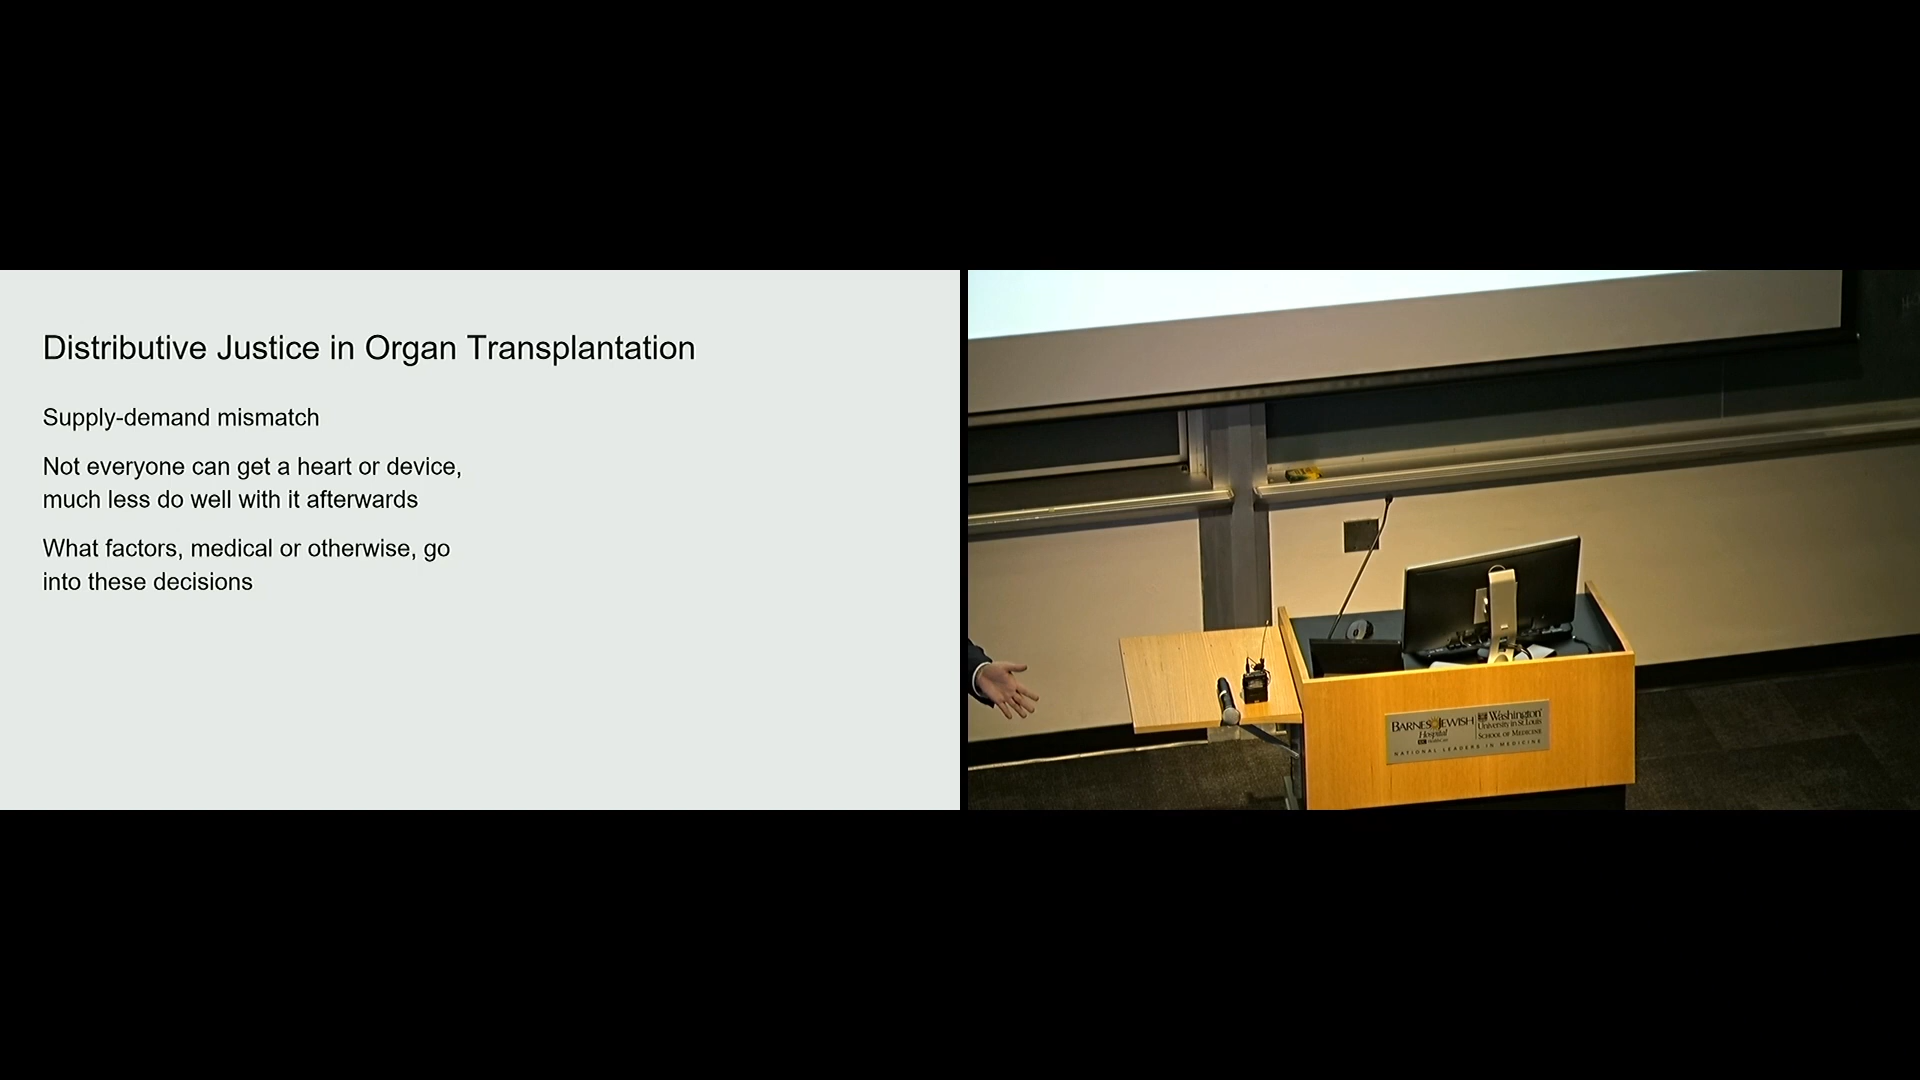 Distributive Justice in Organ Transplantation
Supply-demand mismatch
Not everyone can get a heart or device,
much less do well with it afterwards
What factors, medical or otherwise, go
into these decisions
BARNES JEWISH
Hospital
Washington
University in St. Louis
SCHOOL OF MEDICINE
NATIONAL LEADERS IN MEDICINE